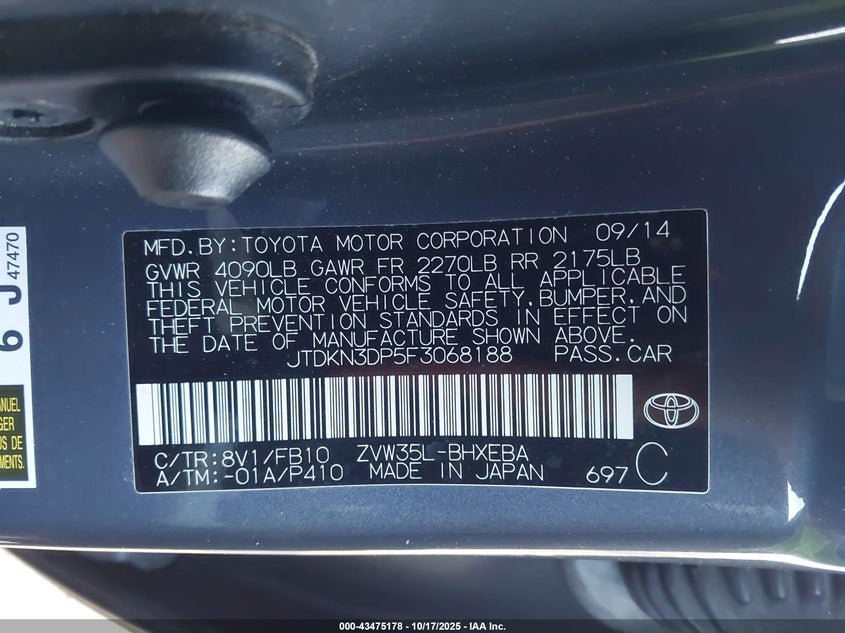 MFD.BY:TOYOTA MOTOR CORPORATION 09/14
GVWR 4090LB GAWR FR 2270LB RR 2175LB
THIS VEHICLE CONFORMS TO ALL APPLICABLE
FEDERAL MOTOR VEHICLE SAFETY,BUMPER,AND
THEFT PREVENTION STANDARDS IN EFFECT ON
THE DATE OF MANUFACTURE SHOWN ABOVE.
JTDKN3DP5F3068188 PASS.CAR
C/TR:8V1/FB10 ZVW35L-BHXEBA
A/TM:-01A/P410 MADE IN JAPAN 697 C
6 J 47470
MENTS.
000-43475178 - 10/17/2025 - IAA Inc.